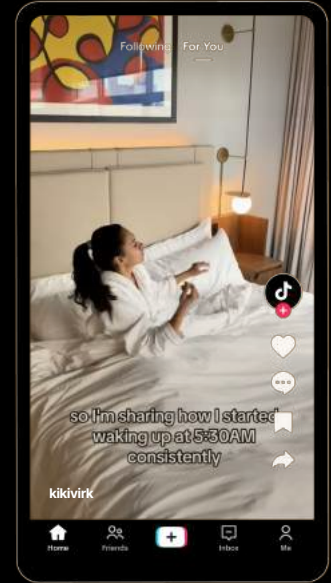 Following For You
so I'm sharing how I started
waking up at 5:30AM
consistently
kikivirk
Home Friends Inbox Me